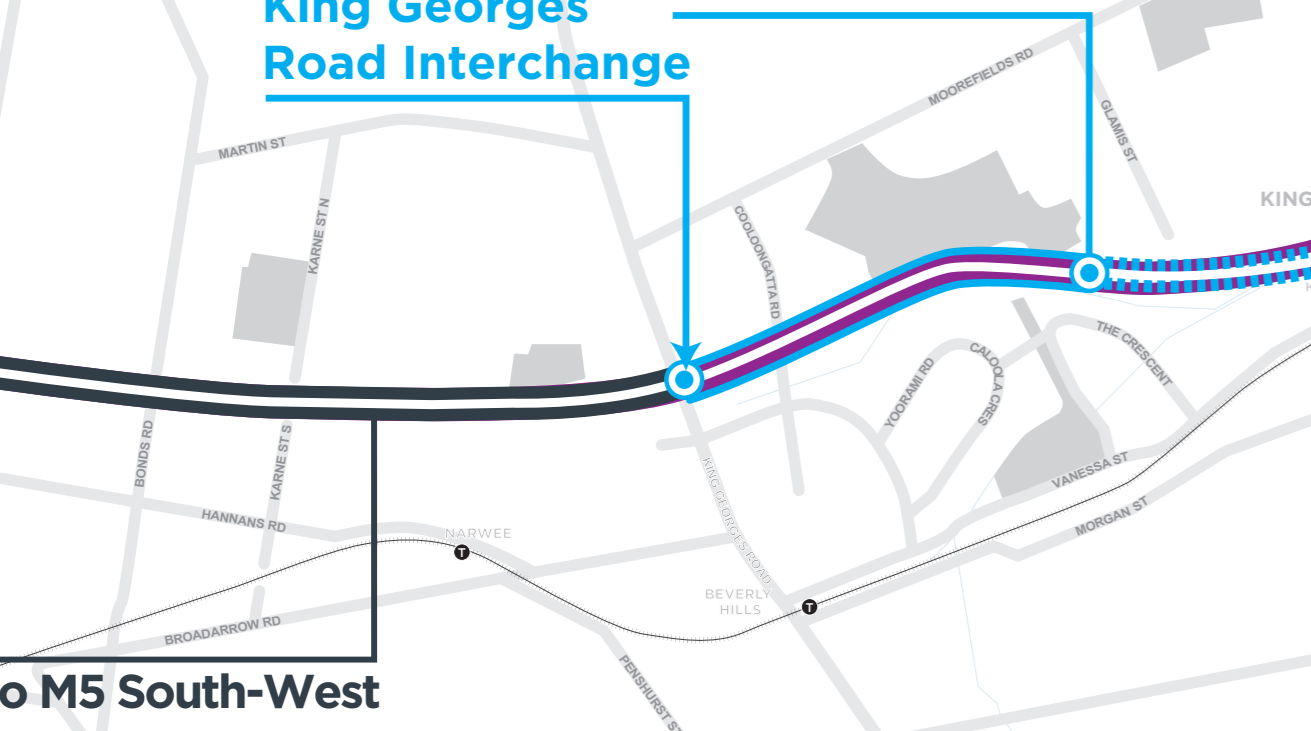 King Georges
Road Interchange
MOOREFIELDS RD
GLAMIS ST
MARTIN ST
KARNE ST N
KING
COOLOONGATTA RD
THE CRESCENT
CALOOLA CRES
YOORAMI RD
BONDS RD
KARNE ST S
HANNANS RD
KING GEORGES ROAD
VANESSA ST
MORGAN ST
NARWEE
T
BEVERLY
HILLS
T
BROADARROW RD
PENSHURST ST
o M5 South-West